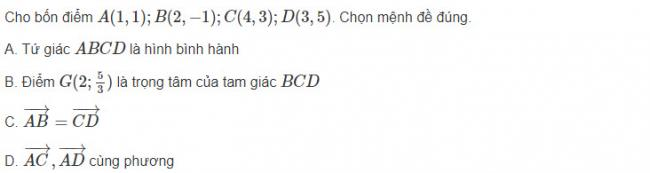 Cho bốn điểm A(1, 1); B(2, −1); C(4, 3); D(3, 5). Chọn mệnh đề đúng.
A. Tứ giác ABCD là hình bình hành
B. Điểm G(2; 5/3) là trọng tâm của tam giác BCD
C. \overrightarrow{AB} = \overrightarrow{CD}
D. \overrightarrow{AC}, \overrightarrow{AD} cùng phương